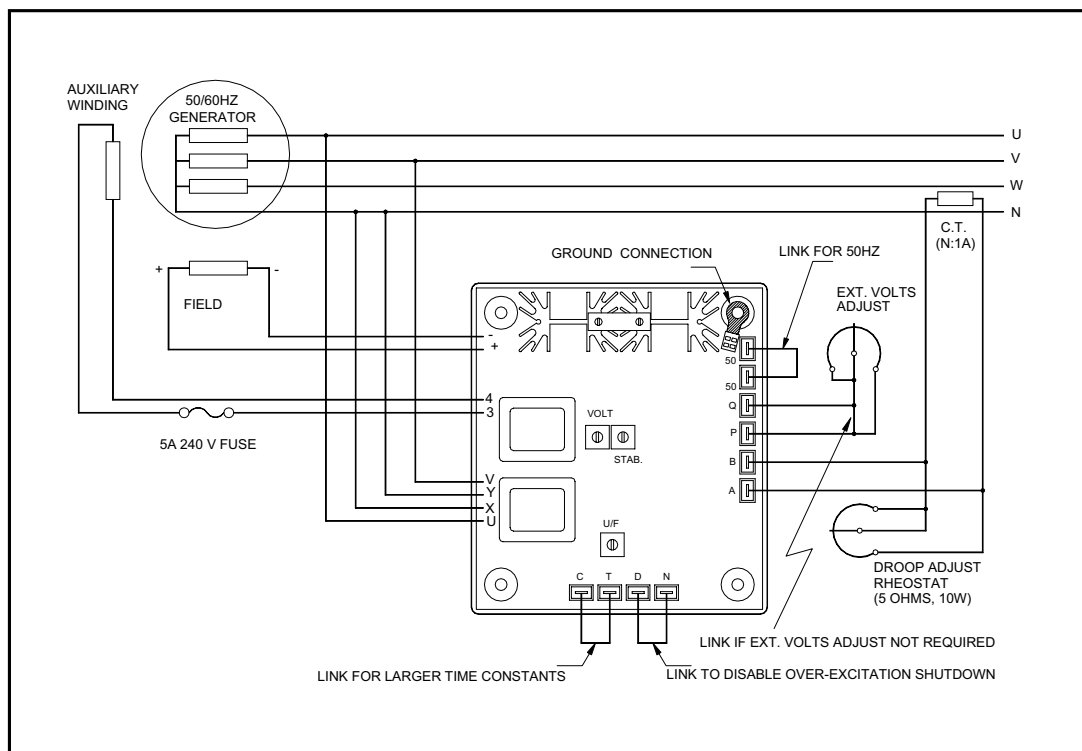 AUXILIARY
WINDING
50/60HZ
GENERATOR
U
V
W
N
C.T.
(N:1A)
GROUND CONNECTION
LINK FOR 50HZ
EXT. VOLTS
ADJUST
+
-
FIELD
-
+
50
50
4
3
Q
VOLT
P
5A 240 V FUSE
STAB.
B
V
Y
X
U
A
U/F
C T D N
DROOP ADJUST
RHEOSTAT
(5 OHMS, 10W)
LINK IF EXT. VOLTS ADJUST NOT REQUIRED
LINK FOR LARGER TIME CONSTANTS
LINK TO DISABLE OVER-EXCITATION SHUTDOWN